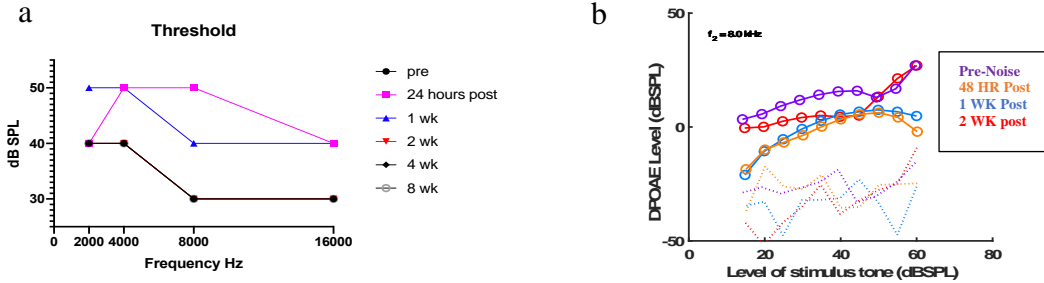 a
Threshold
dB SPL
50
40
30
0
2000
4000
8000
16000
Frequency Hz
pre
24 hours post
1 wk
2 wk
4 wk
8 wk
b
f2 = 8.0 kHz
DPOAE Level (dBSPL)
50
0
-50
0
20
40
60
80
Level of stimulus tone (dBSPL)
Pre-Noise
48 HR Post
1 WK Post
2 WK post